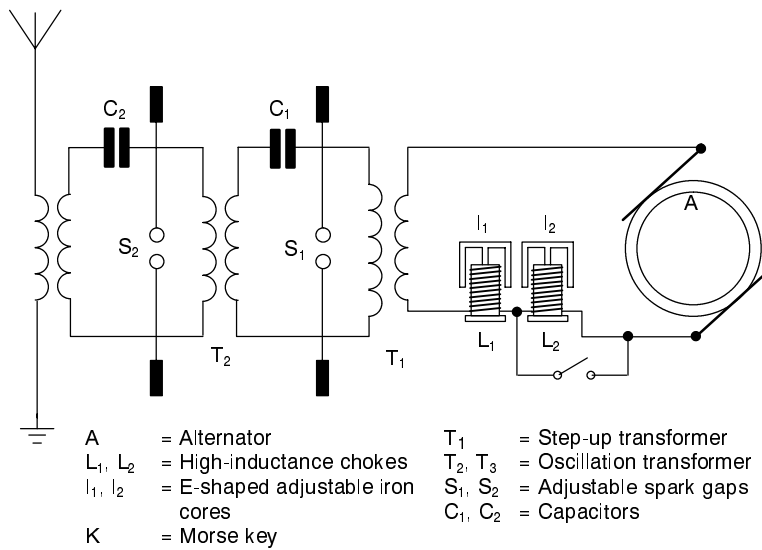 C₂
C₁
A
I₁
I₂
S₂
S₁
L₁
L₂
T₂
T₁
A = Alternator
L₁, L₂ = High-inductance chokes
I₁, I₂ = E-shaped adjustable iron
cores
K = Morse key
T₁ = Step-up transformer
T₂, T₃ = Oscillation transformer
S₁, S₂ = Adjustable spark gaps
C₁, C₂ = Capacitors